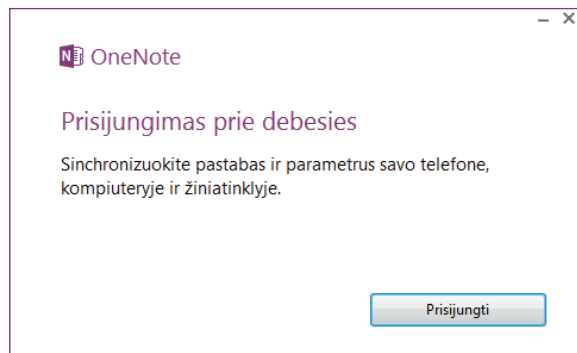 OneNote
Prisijungimas prie debesies
Sinchronizuokite pastabas ir parametrus savo telefone,
kompiuteryje ir žiniatinklyje.
Prisijungti